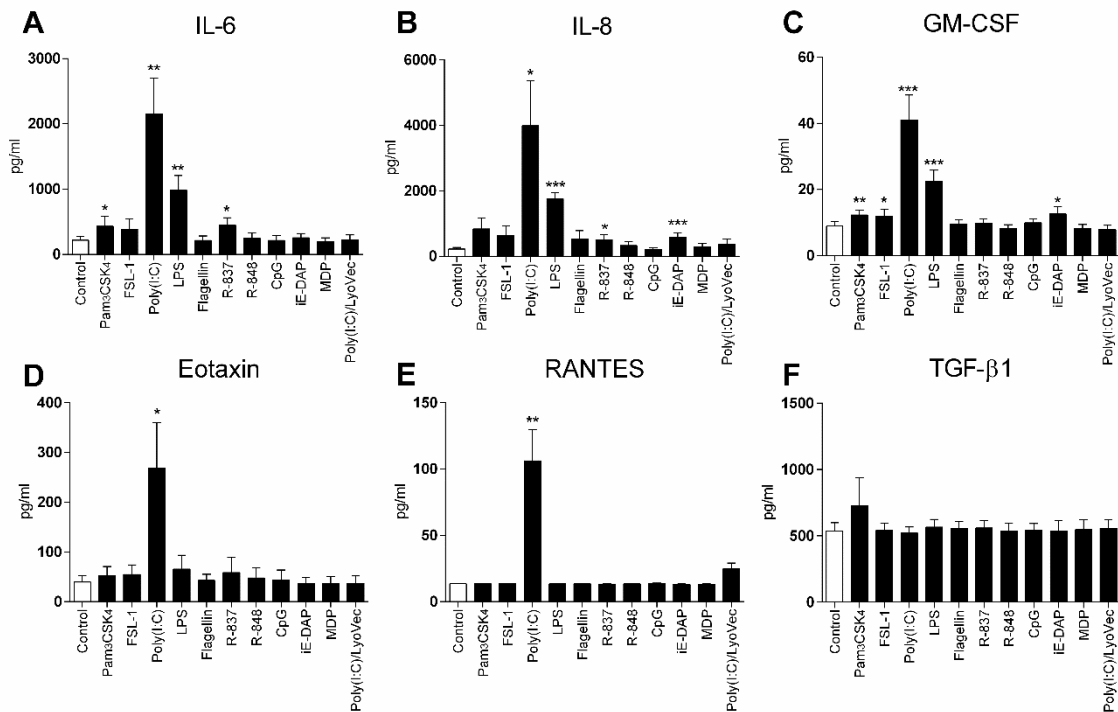 A IL-6
3000
2000
1000
0
pg/ml
*
**
**
*
Control
Pam3CSK4
FSL-1
Poly(I:C)
LPS
Flagellin
R-837
R-848
CpG
iE-DAP
MDP
Poly(I:C)/LyoVec
B IL-8
6000
4000
2000
0
pg/ml
*
***
*
***
Control
Pam3CSK4
FSL-1
Poly(I:C)
LPS
Flagellin
R-837
R-848
CpG
iE-DAP
MDP
Poly(I:C)/LyoVec
C GM-CSF
60
40
20
0
pg/ml
**
*
***
***
*
Control
Pam3CSK4
FSL-1
Poly(I:C)
LPS
Flagellin
R-837
R-848
CpG
iE-DAP
MDP
Poly(I:C)/LyoVec
D Eotaxin
400
300
200
100
0
pg/ml
*
Control
Pam3CSK4
FSL-1
Poly(I:C)
LPS
Flagellin
R-837
R-848
CpG
iE-DAP
MDP
Poly(I:C)/LyoVec
E RANTES
150
100
50
0
pg/ml
**
Control
Pam3CSK4
FSL-1
Poly(I:C)
LPS
Flagellin
R-837
R-848
CpG
iE-DAP
MDP
Poly(I:C)/LyoVec
F TGF-β1
1500
1000
500
0
pg/ml
Control
Pam3CSK4
FSL-1
Poly(I:C)
LPS
Flagellin
R-837
R-848
CpG
iE-DAP
MDP
Poly(I:C)/LyoVec